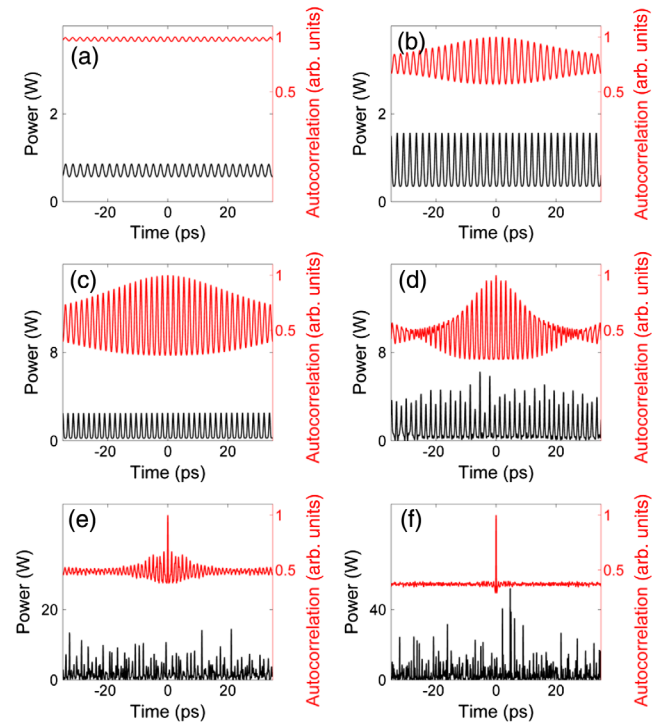 (a)
Power (W)
2
0
-20 0 20
Time (ps)
1
0.5
Autocorrelation (arb. units)
(b)
Power (W)
2
0
-20 0 20
Time (ps)
1
0.5
Autocorrelation (arb. units)
(c)
Power (W)
8
0
-20 0 20
Time (ps)
1
0.5
Autocorrelation (arb. units)
(d)
Power (W)
8
0
-20 0 20
Time (ps)
1
0.5
Autocorrelation (arb. units)
(e)
Power (W)
20
0
-20 0 20
Time (ps)
1
0.5
Autocorrelation (arb. units)
(f)
Power (W)
40
0
-20 0 20
Time (ps)
1
0.5
Autocorrelation (arb. units)